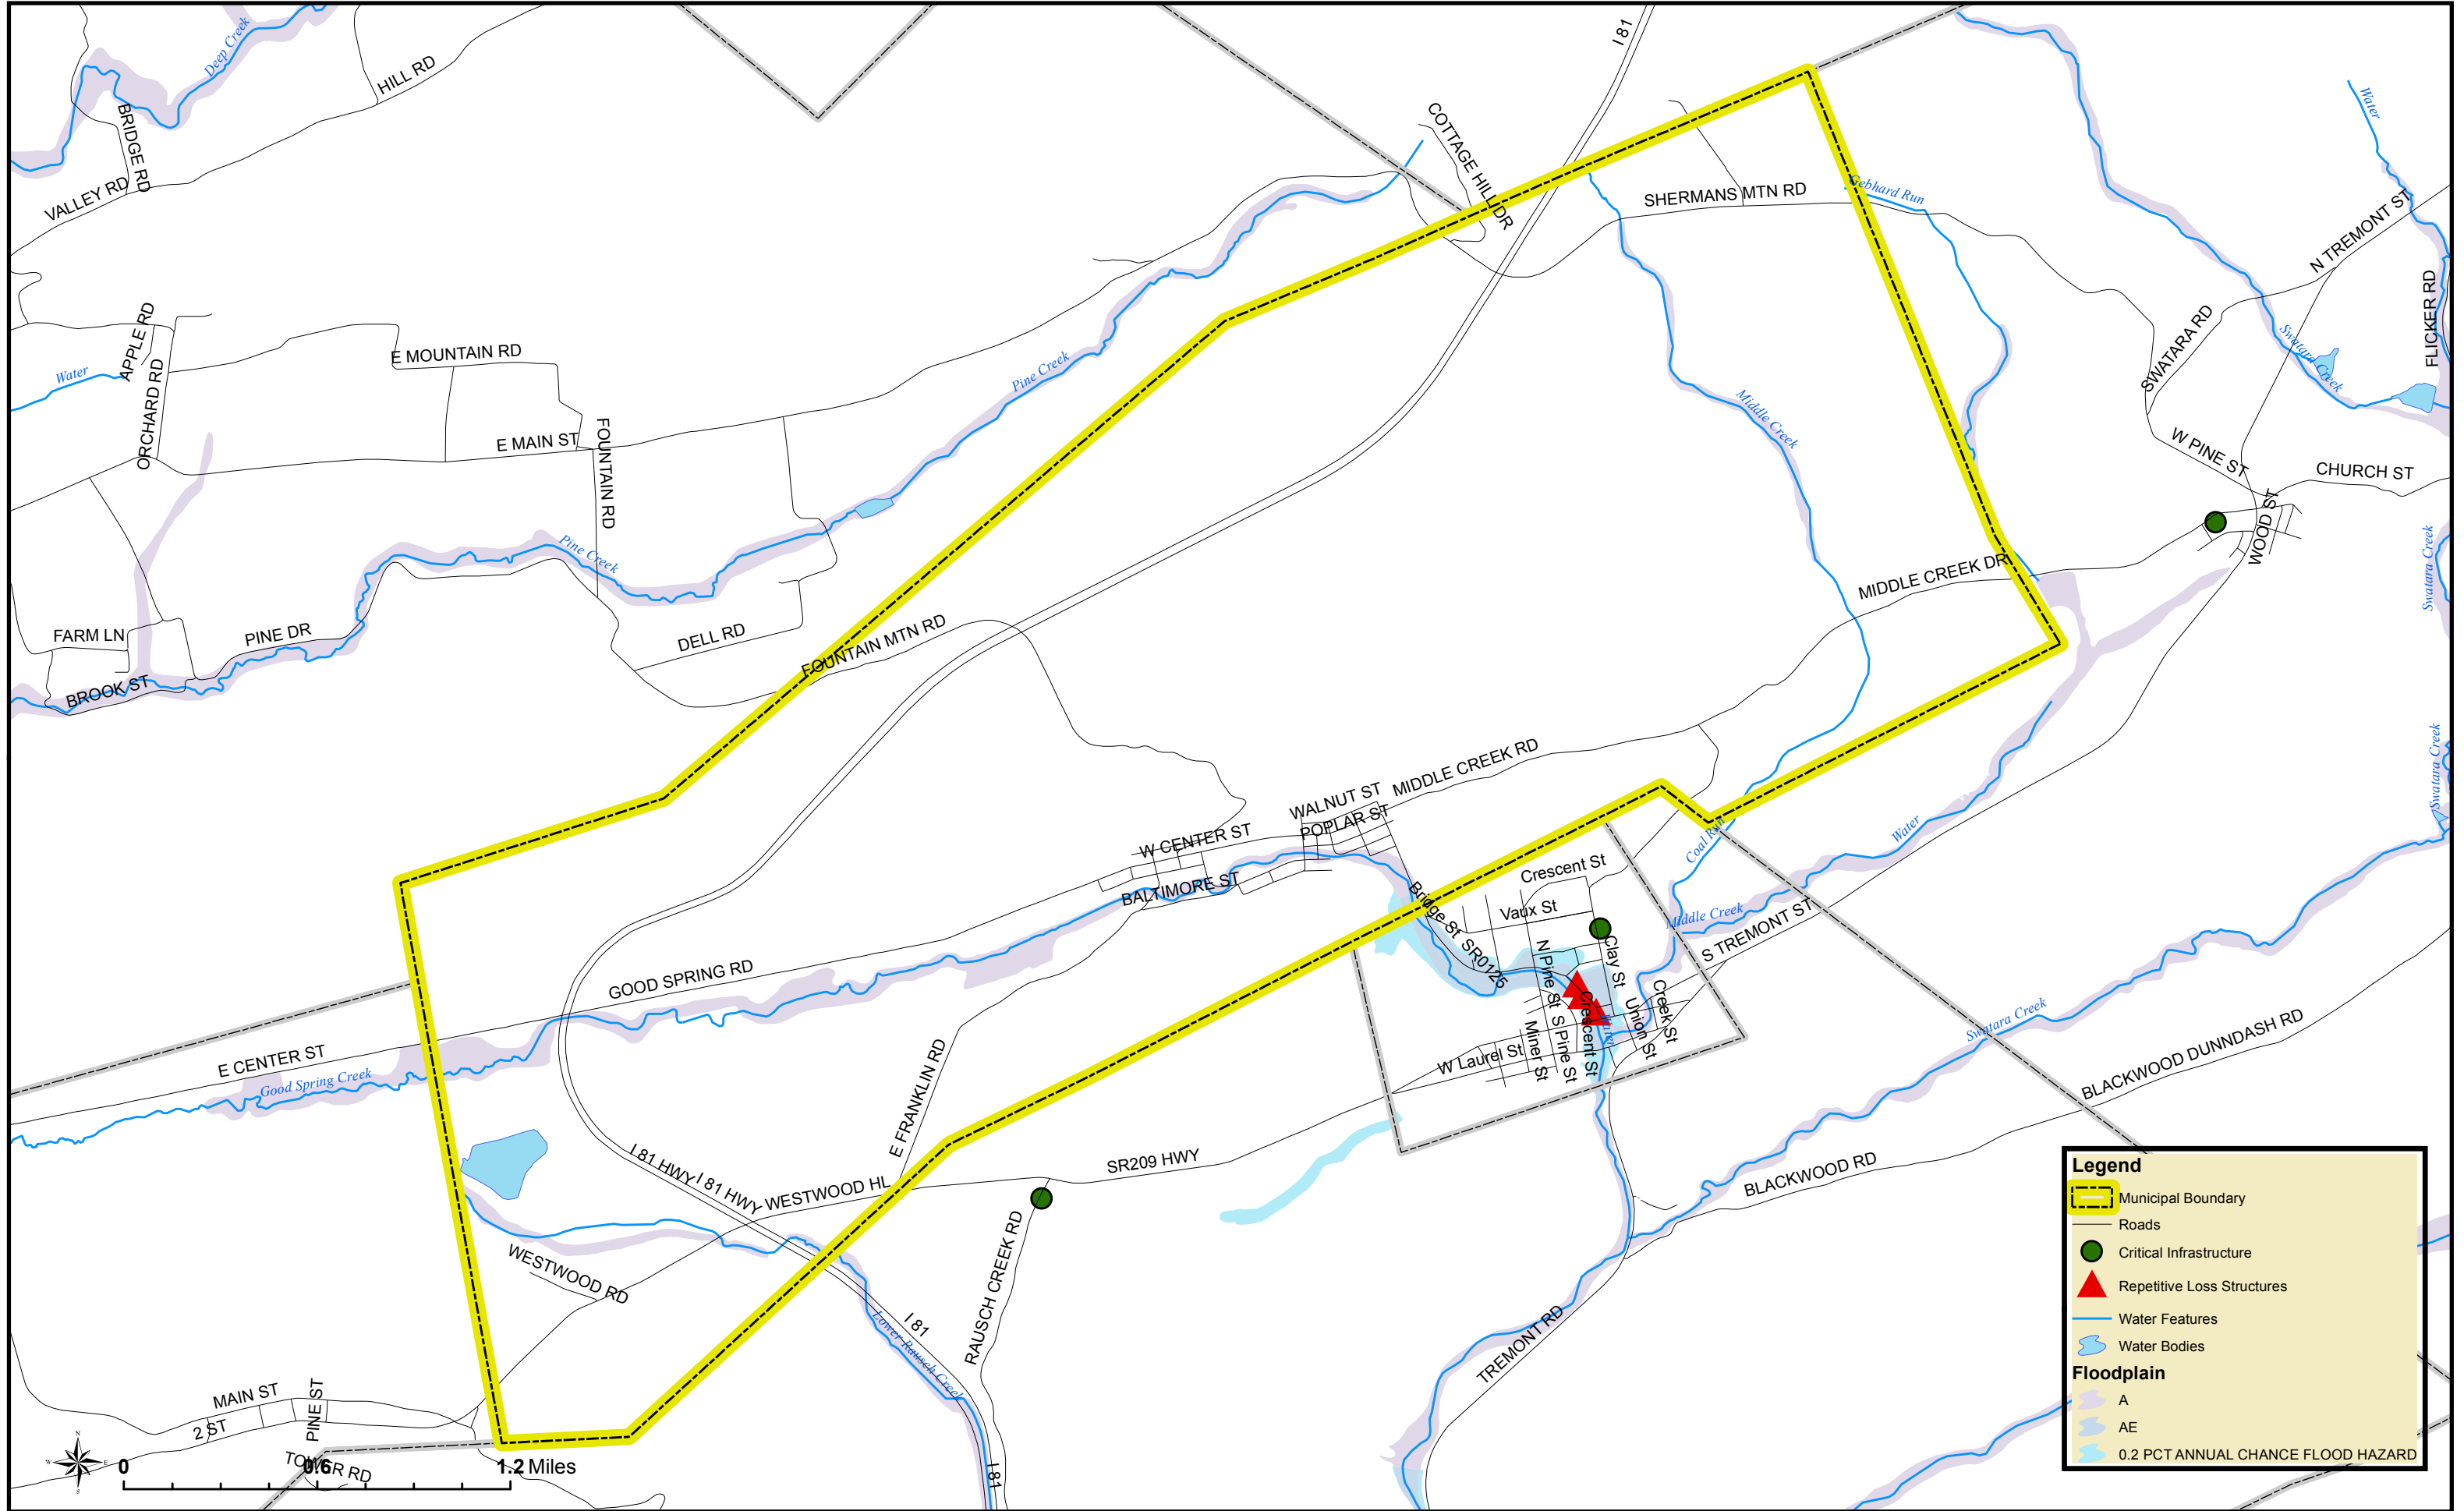 Deep Creek
HILL RD
BRIDGE RD
VALLEY RD
I 81
COTTAGE HILL DR
SHERMANS MTN RD
Gebhard Run
Water
N TREMONT ST
FLICKER RD
SWATARA RD
Swatara Creek
APPLE RD
ORCHARD RD
Water
E MOUNTAIN RD
E MAIN ST
FOUNTAIN RD
Pine Creek
Middle Creek
W PINE ST
CHURCH ST
WOOD ST
Swatara Creek
Pine Creek
MIDDLE CREEK DR
FARM LN
PINE DR
BROOK ST
DELL RD
FOUNTAIN MTN RD
MIDDLE CREEK RD
WALNUT ST
POPLAR ST
W CENTER ST
BALTIMORE ST
Swatara Creek
Coal Run
Water
Crescent St
Vaux St
Bridge St
SR0125
N Pine St
Clay St
Middle Creek
S TREMONT ST
GOOD SPRING RD
E CENTER ST
Good Spring Creek
E FRANKLIN RD
Crescent St
Union St
Creek St
Miner St
S Pine St
W Laurel St
Swatara Creek
BLACKWOOD DUNNDASH RD
BLACKWOOD RD
SR209 HWY
I 81 HWY
I 81 HWY
WESTWOOD HL
WESTWOOD RD
RAUSCH CREEK RD
I 81
Lower Rausch Creek
TREMONT RD
I 81
MAIN ST
2 ST
PINE ST
TOWER RD
N
W E
S
0 0.6 1.2 Miles
Legend
Municipal Boundary
Roads
Critical Infrastructure
Repetitive Loss Structures
Water Features
Water Bodies
Floodplain
A
AE
0.2 PCT ANNUAL CHANCE FLOOD HAZARD